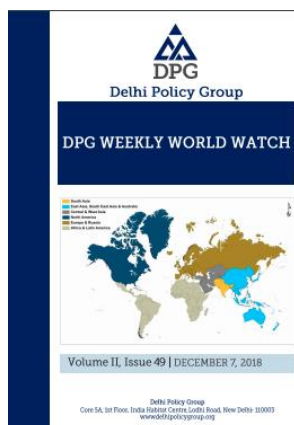 DPG
Delhi Policy Group
DPG WEEKLY WORLD WATCH
South Asia
East Asia, South East Asia & Australia
Central & West Asia
North America
Europe & Russia
Africa & Latin America
Volume II, Issue 49 | DECEMBER 7, 2018
Delhi Policy Group
Core 5A, 1st Floor, India Habitat Centre, Lodhi Road, New Delhi- 110003
www.delhipolicygroup.org